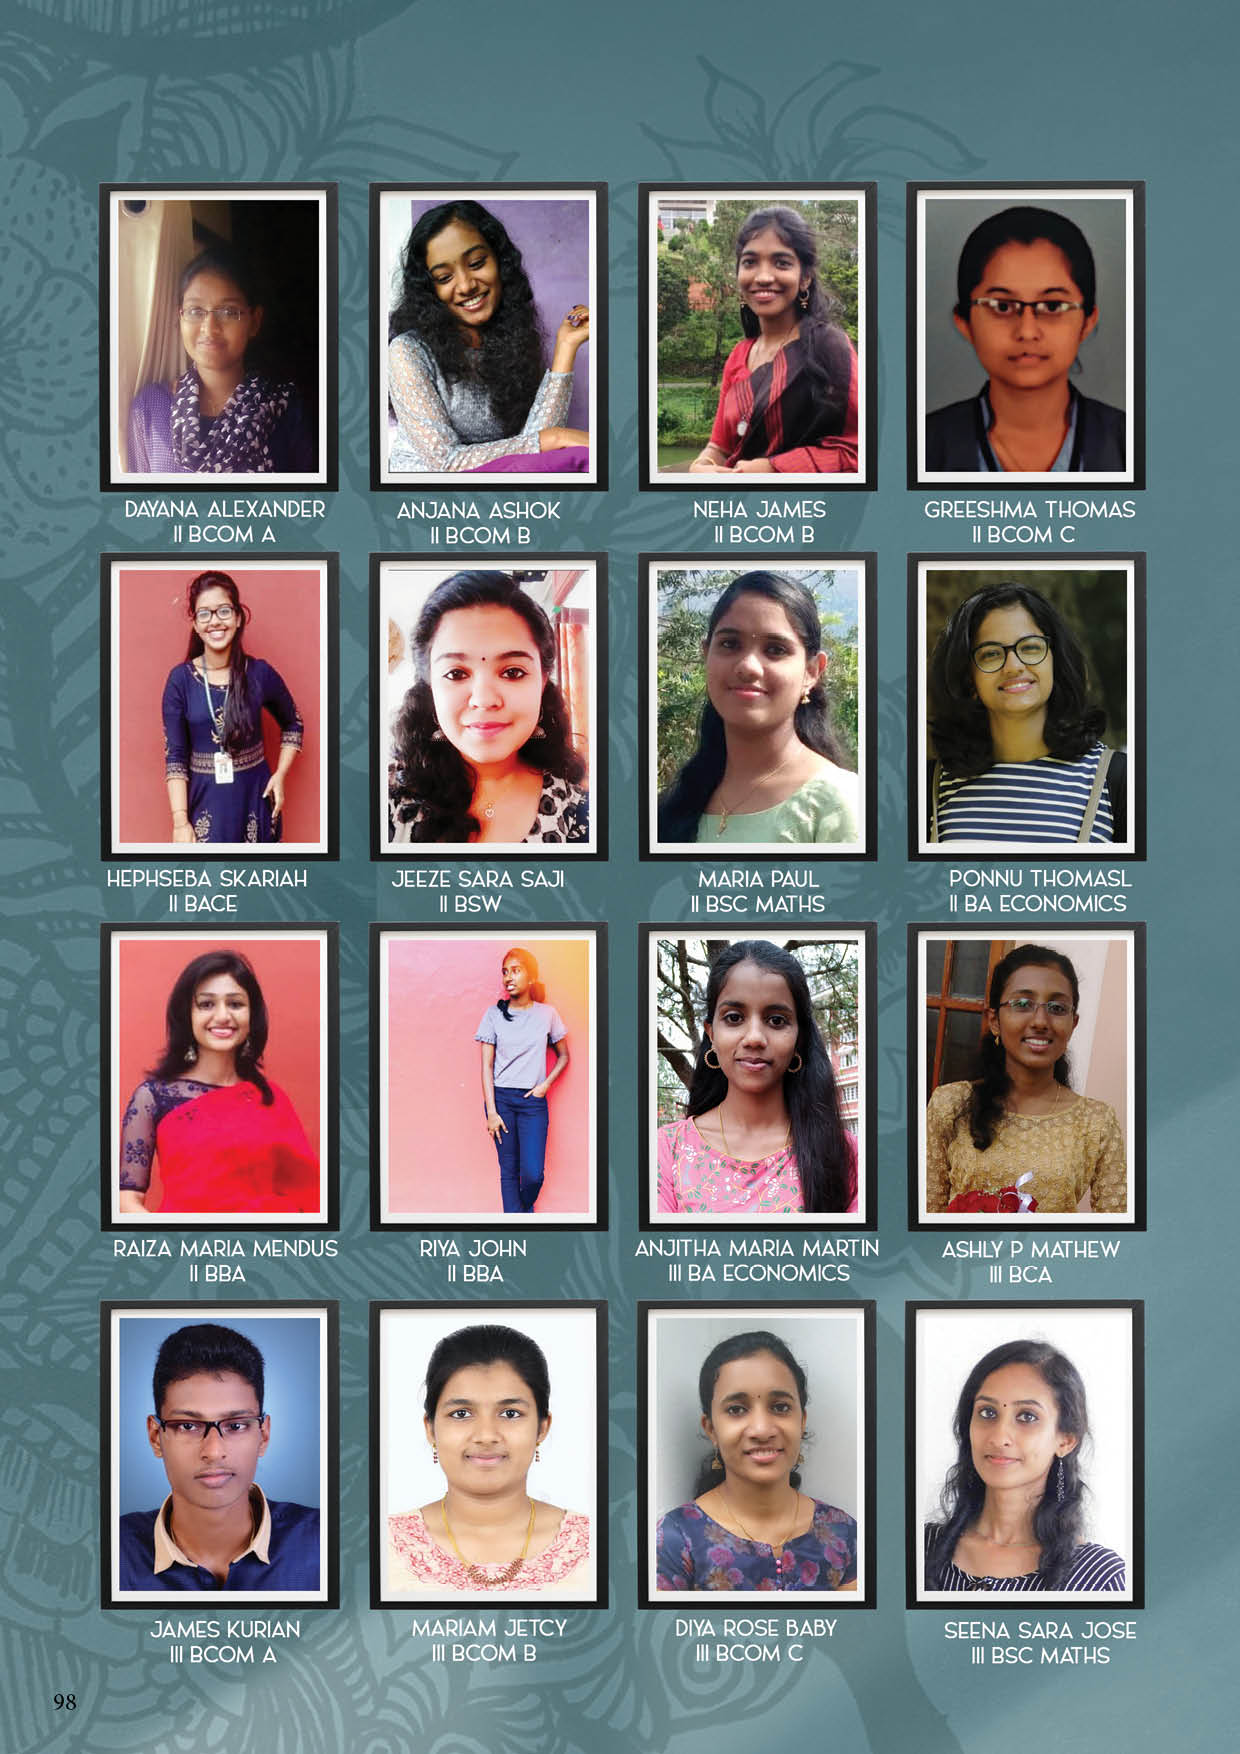 DAYANA ALEXANDER
II BCOM A
ANJANA ASHOK
II BCOM B
NEHA JAMES
II BCOM B
GREESHMA THOMAS
II BCOM C
HEPHSEBA SKARIAH
II BACE
JEEZE SARA SAJI
II BSW
MARIA PAUL
II BSC MATHS
PONNU THOMASL
II BA ECONOMICS
RAIZA MARIA MENDUS
II BBA
RIYA JOHN
II BBA
ANJITHA MARIA MARTIN
III BA ECONOMICS
ASHLY P MATHEW
III BCA
JAMES KURIAN
III BCOM A
MARIAM JETCY
III BCOM B
DIYA ROSE BABY
III BCOM C
SEENA SARA JOSE
III BSC MATHS
98